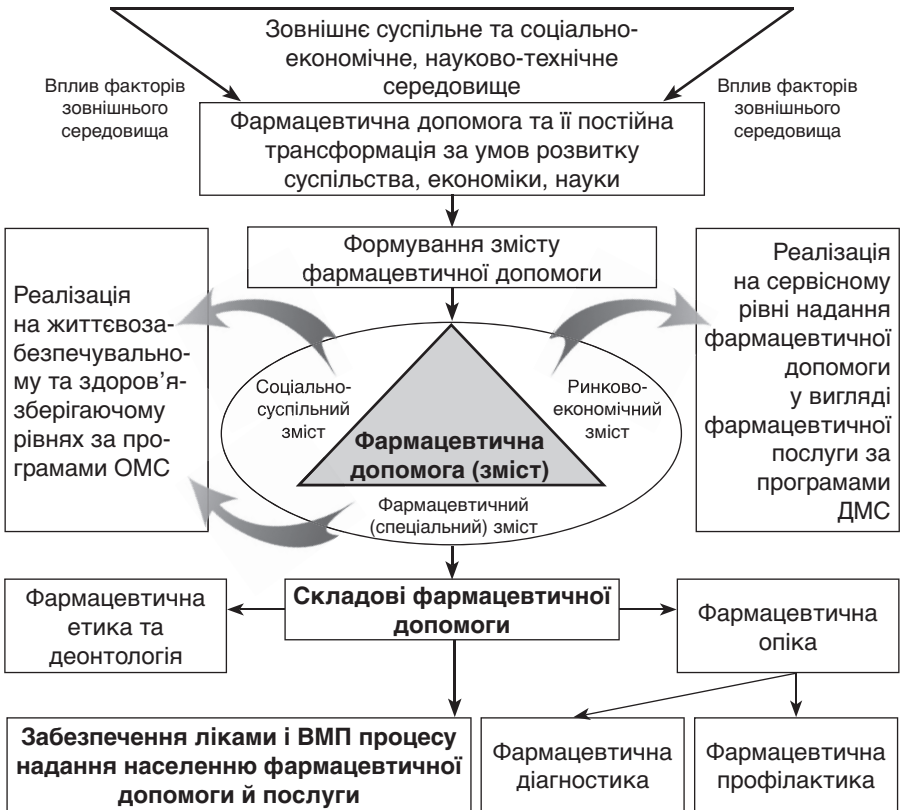 Зовнішнє суспільне та соціально-
економічне, науково-технічне
середовище
Вплив факторів
зовнішнього
середовища
Вплив факторів
зовнішнього
середовища
Фармацевтична допомога та її постійна
трансформація за умов розвитку
суспільства, економіки, науки
Формування змісту
фармацевтичної допомоги
Реалізація
на життєвоза-
безпечувально-
му та здоров’я-
зберігаючому
рівнях за про-
грамами ОМС
Соціально-
суспільний
зміст
Ринково-
економічний
зміст
Фармацевтична
допомога (зміст)
Фармацевтичний
(спеціальний) зміст
Реалізація
на сервісному
рівні надання
фармацевтичної
допомоги
у вигляді
фармацевтичної
послуги за
програмами
ДМС
Фармацевтична
етика та
деонтологія
Складові фармацевтичної
допомоги
Фармацевтична
опіка
Забезпечення ліками і ВМП процесу
надання населенню фармацевтичної
допомоги й послуги
Фармацевтична
діагностика
Фармацевтична
профілактика